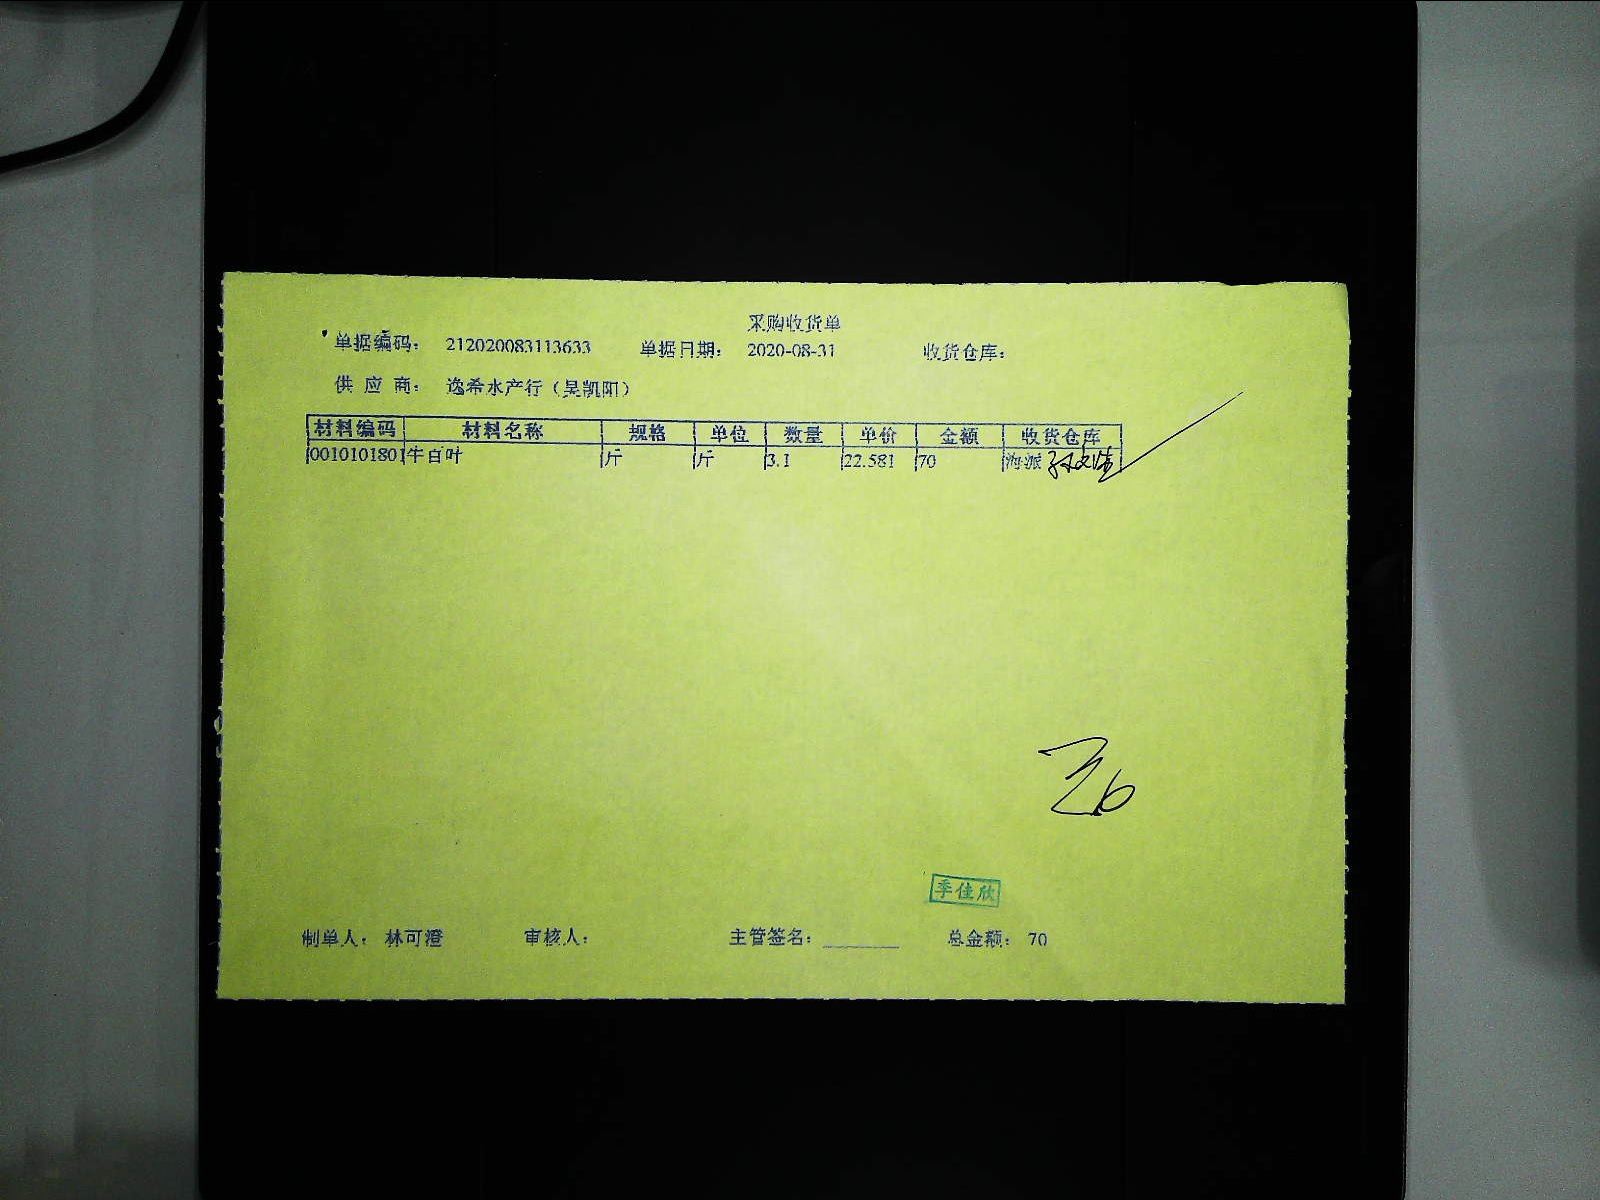 采购收货单
单据编码: 212020083113633 单据日期: 2020-08-31 收货仓库:
供应商: 逸希水产行（吴凯阳）
材料编码 材料名称 规格 单位 数量 单价 金额 收货仓库
0010101801 牛百叶 斤 斤 3.1 22.581 70 海派
季佳欣
制单人: 林可澄 审核人: 主管签名: 总金额: 70